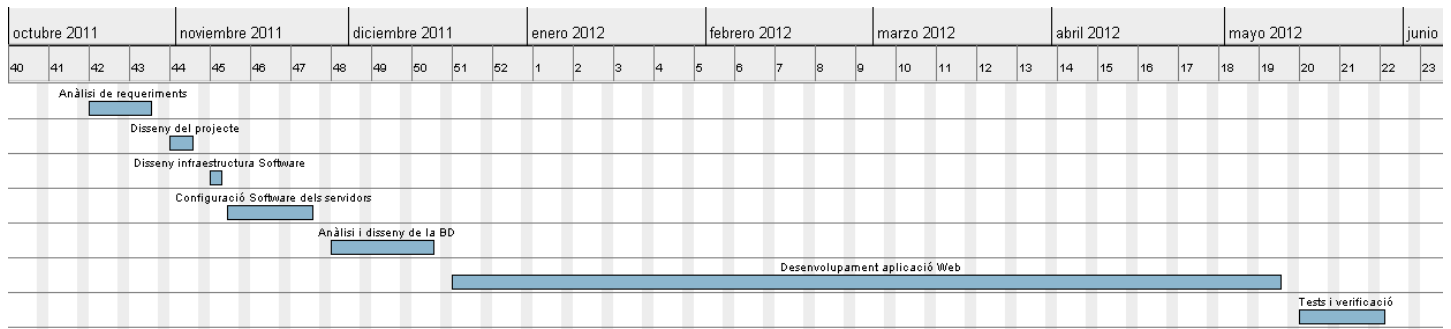 octubre 2011 noviembre 2011 diciembre 2011 enero 2012 febrero 2012 marzo 2012 abril 2012 mayo 2012 junio
40 41 42 43 44 45 46 47 48 49 50 51 52 1 2 3 4 5 6 7 8 9 10 11 12 13 14 15 16 17 18 19 20 21 22 23
Anàlisi de requeriments
Disseny del projecte
Disseny infraestructura Software
Configuració Software dels servidors
Anàlisi i disseny de la BD
Desenvolupament aplicació Web
Tests i verificació